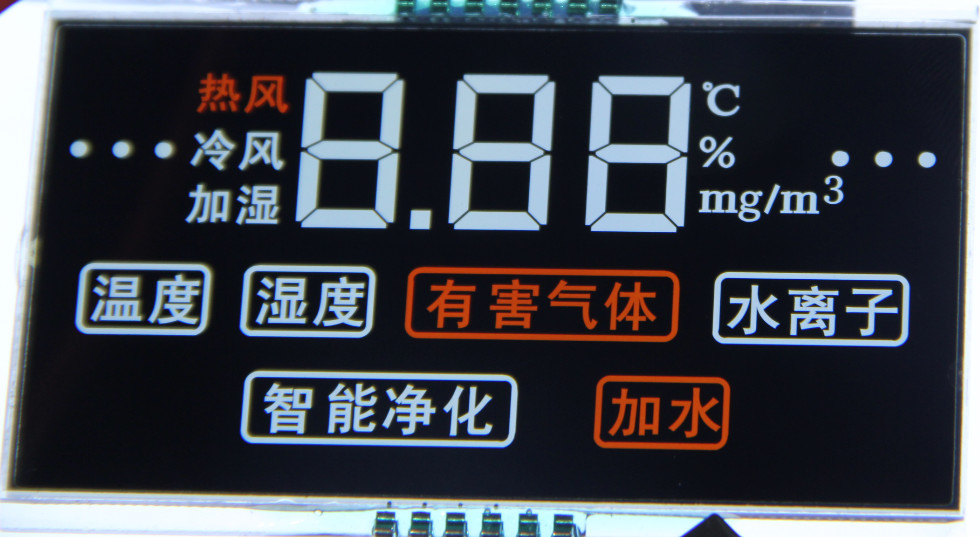 热风
冷风
加湿
8.88
℃
%
mg/m³
温度 湿度 有害气体 水离子
智能净化 加水